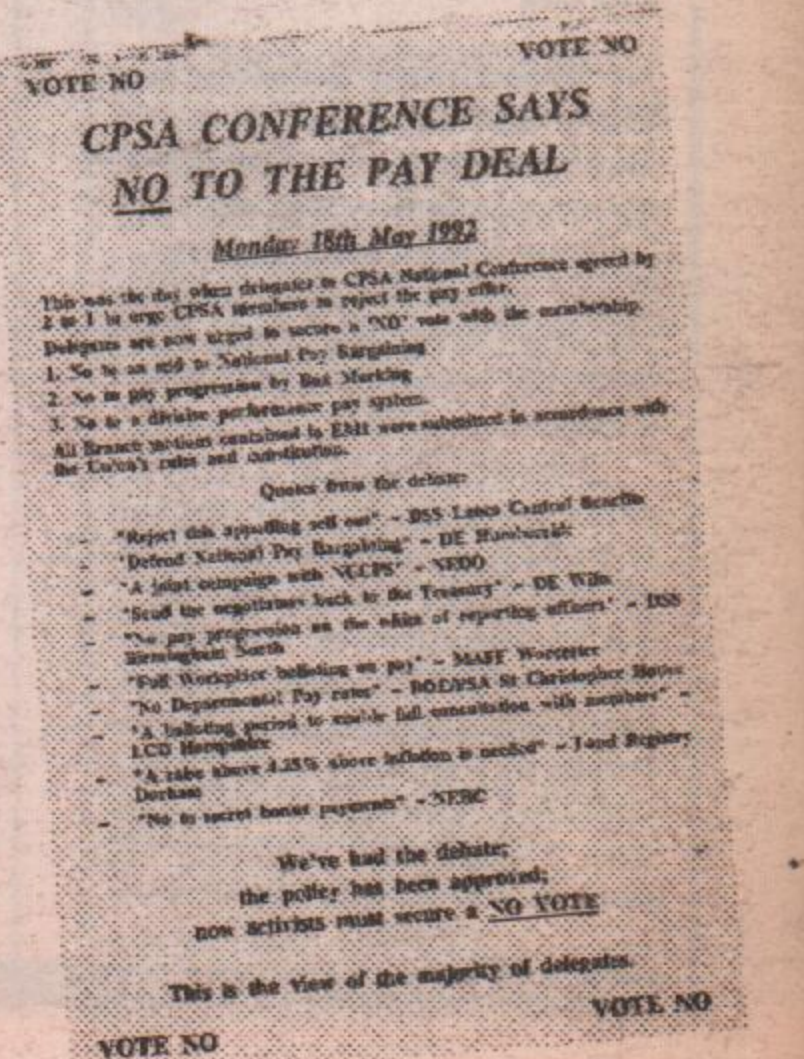 VOTE NO VOTE NO
CPSA CONFERENCE SAYS
NO TO THE PAY DEAL
Monday 18th May 1992
This was the day when delegates to CPSA National Conference agreed by
2 to 1 to urge CPSA members to reject the pay offer.
Delegates are now urged to secure a "NO" vote with the membership.
1. No to an end to National Pay Bargaining
2. No to pay progression by Box Marking
3. No to a divisive performance pay system.
All Branch motions contained in EM1 were submitted in accordance with
the Union's rules and constitution.
Quotes from the debate:
- "Reject this appalling sell out" - DSS Lancs Central Benefits
- "Defend National Pay Bargaining" - DE Humberside
- "A joint campaign with NUCPS" - NEDO
- "Send the negotiators back to the Treasury" - DE Wilts
- "No pay progression on the whim of reporting officers" - DSS
Birmingham North
- "Full Workplace balloting on pay" - MAFF Worcester
- "No Departmental Pay rates" - DOE/PSA St Christopher House
- "A balloting period to enable full consultation with members" -
LCD Hampshire
- "A rise above 4.25% above inflation is needed" - Land Registry
Durham
- "No to secret bonus payments" - NERC
We've had the debate;
the policy has been approved;
now activists must secure a NO VOTE
This is the view of the majority of delegates.
VOTE NO VOTE NO